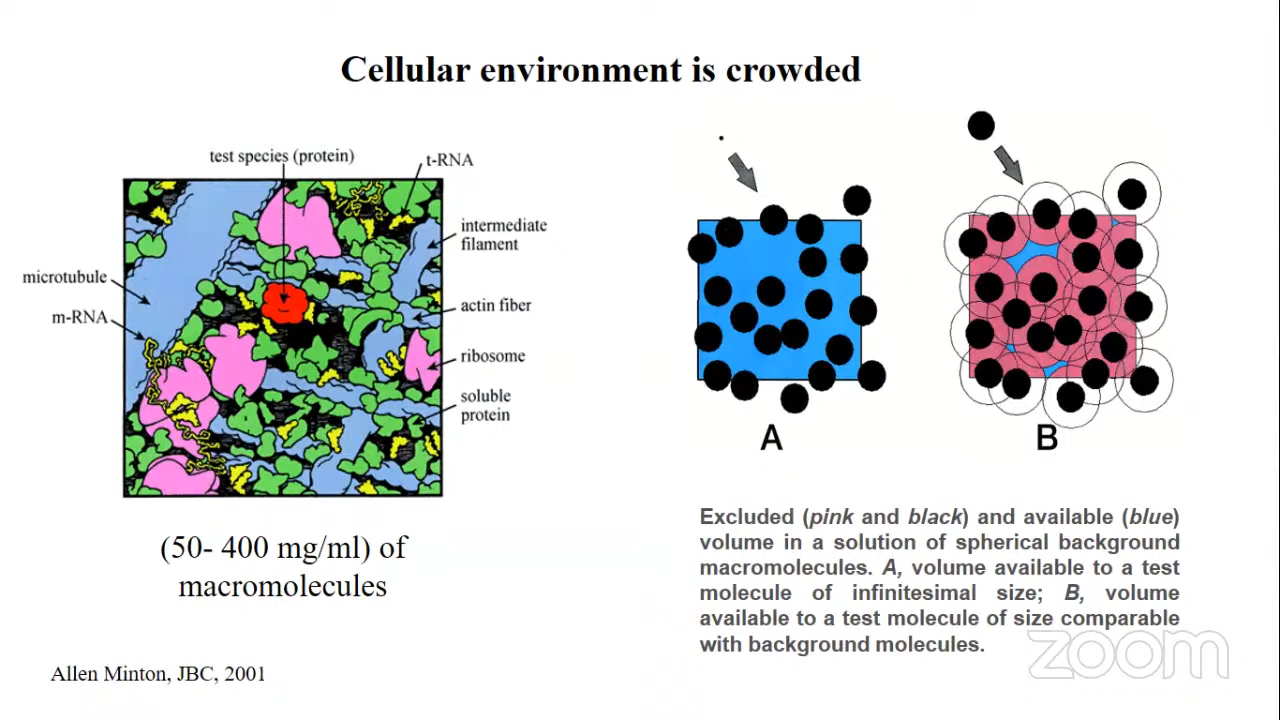 Cellular environment is crowded
test species (protein)
t-RNA
intermediate
filament
microtubule
m-RNA
actin fiber
ribosome
soluble
protein
(50- 400 mg/ml) of
macromolecules
Allen Minton, JBC, 2001
A
B
Excluded (pink and black) and available (blue)
volume in a solution of spherical background
macromolecules. A, volume available to a test
molecule of infinitesimal size; B, volume
available to a test molecule of size comparable
with background molecules.
zoom